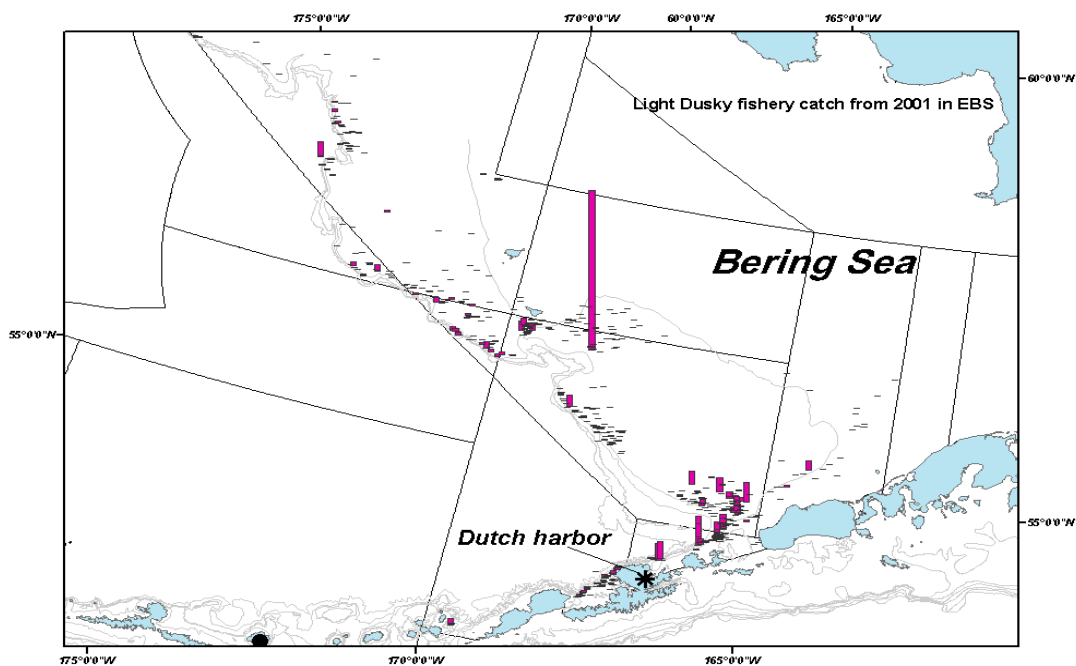 175°0'0"W 170°0'0"W 60°0'0"W 165°0'0"W
60°0'0"N
Light Dusky fishery catch from 2001 in EBS
Bering Sea
55°0'0"W
55°0'0"W
Dutch harbor
175°0'0"W 170°0'0"W 165°0'0"W